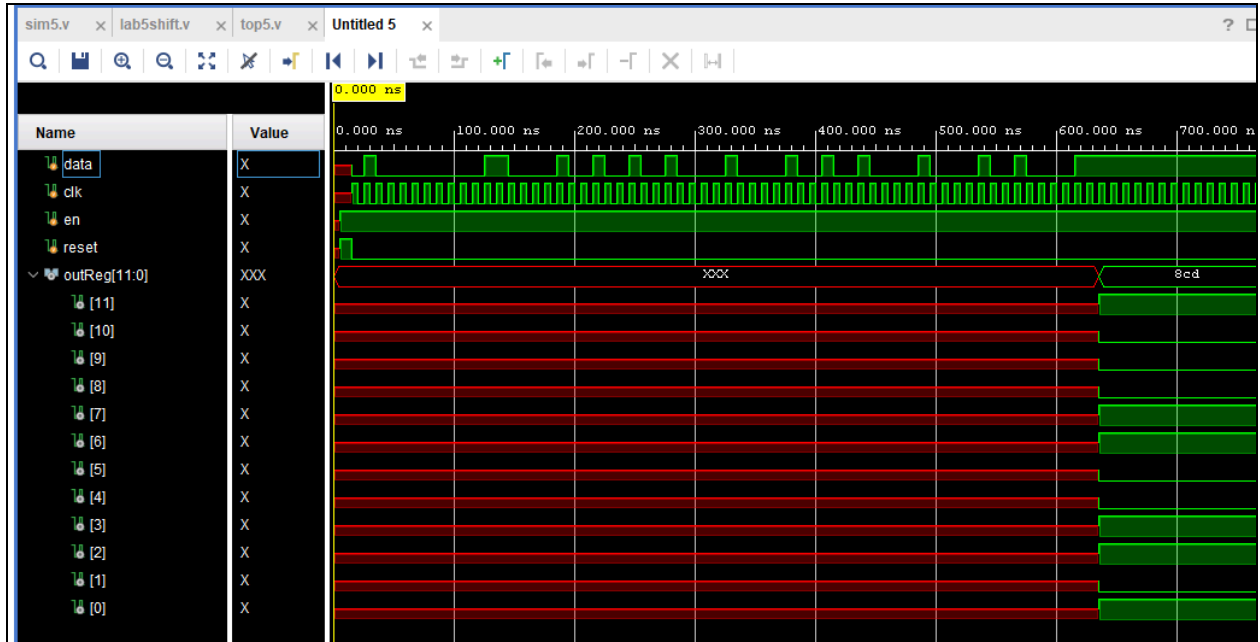 sim5.v × lab5shift.v × top5.v × Untitled 5 × ?
0.000 ns
Name Value
0.000 ns 100.000 ns 200.000 ns 300.000 ns 400.000 ns 500.000 ns 600.000 ns 700.000 n
data X
clk X
en X
reset X
outReg[11:0] XXX XXX 8cd
[11] X
[10] X
[9] X
[8] X
[7] X
[6] X
[5] X
[4] X
[3] X
[2] X
[1] X
[0] X